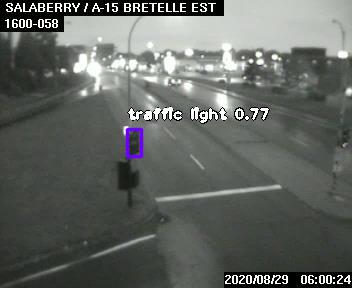 SALABERRY / A-15 BRETELLE EST
1600-058
traffic light 0.77
2020/08/29 06:00:24